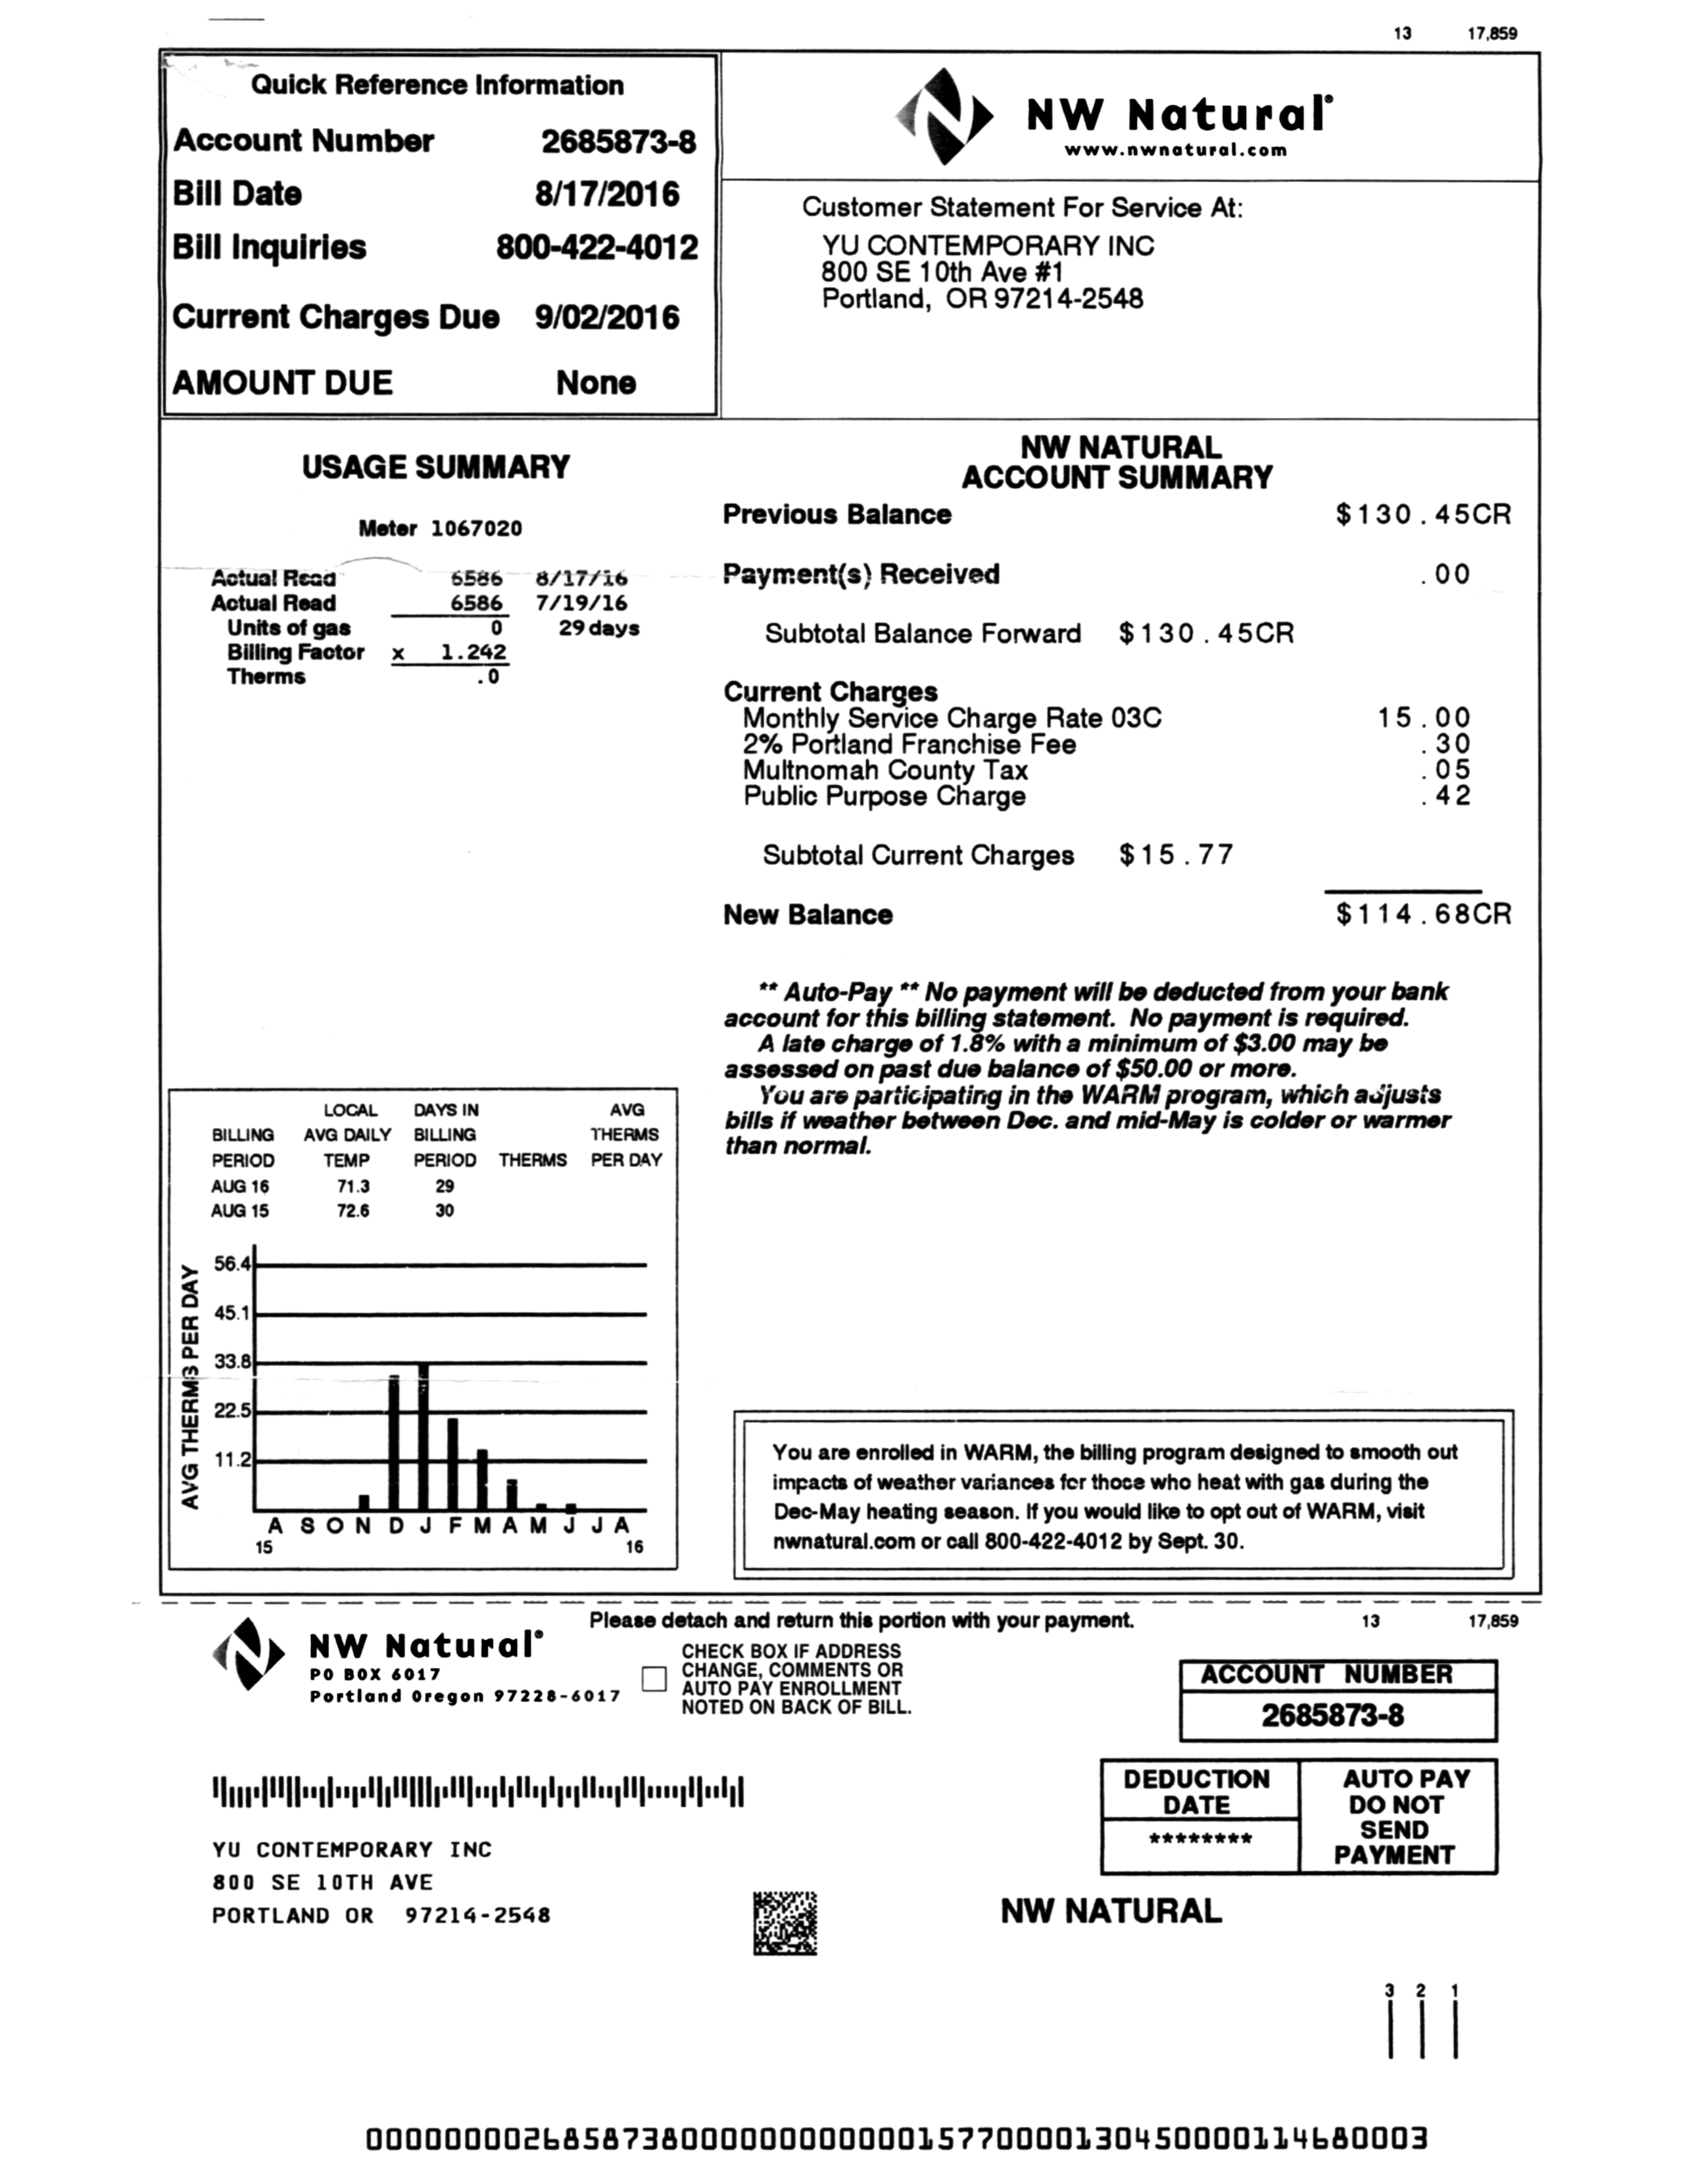 13 17,859
Quick Reference Information
Account Number 2685873-8
Bill Date 8/17/2016
Bill Inquiries 800-422-4012
Current Charges Due 9/02/2016
AMOUNT DUE None
NW Natural®
www.nwnatural.com
Customer Statement For Service At:
YU CONTEMPORARY INC
800 SE 10th Ave #1
Portland, OR 97214-2548
USAGE SUMMARY
Meter 1067020
Actual Read 6586 8/17/16
Actual Read 6586 7/19/16
Units of gas 0 29 days
Billing Factor x 1.242
Therms .0
NW NATURAL
ACCOUNT SUMMARY
Previous Balance $130.45CR
Payment(s) Received .00
Subtotal Balance Forward $130.45CR
Current Charges
Monthly Service Charge Rate 03C 15.00
2% Portland Franchise Fee .30
Multnomah County Tax .05
Public Purpose Charge .42
Subtotal Current Charges $15.77
New Balance $114.68CR
** Auto-Pay ** No payment will be deducted from your bank
account for this billing statement. No payment is required.
A late charge of 1.8% with a minimum of $3.00 may be
assessed on past due balance of $50.00 or more.
You are participating in the WARM program, which adjusts
bills if weather between Dec. and mid-May is colder or warmer
than normal.
LOCAL DAYS IN AVG
BILLING AVG DAILY BILLING THERMS
PERIOD TEMP PERIOD THERMS PER DAY
AUG 16 71.3 29
AUG 15 72.6 30
AVG THERMS PER DAY
56.4
45.1
33.8
22.5
11.2
A S O N D J F M A M J J A
15 16
You are enrolled in WARM, the billing program designed to smooth out
impacts of weather variances for those who heat with gas during the
Dec-May heating season. If you would like to opt out of WARM, visit
nwnatural.com or call 800-422-4012 by Sept. 30.
Please detach and return this portion with your payment. 13 17,859
NW Natural®
PO BOX 6017
Portland Oregon 97228-6017
CHECK BOX IF ADDRESS
CHANGE, COMMENTS OR
AUTO PAY ENROLLMENT
NOTED ON BACK OF BILL.
ACCOUNT NUMBER
2685873-8
DEDUCTION
DATE
********
AUTO PAY
DO NOT
SEND
PAYMENT
YU CONTEMPORARY INC
800 SE 10TH AVE
PORTLAND OR 97214-2548
NW NATURAL
3 2 1
00000000268587380000000000001577000013045000011468​0003